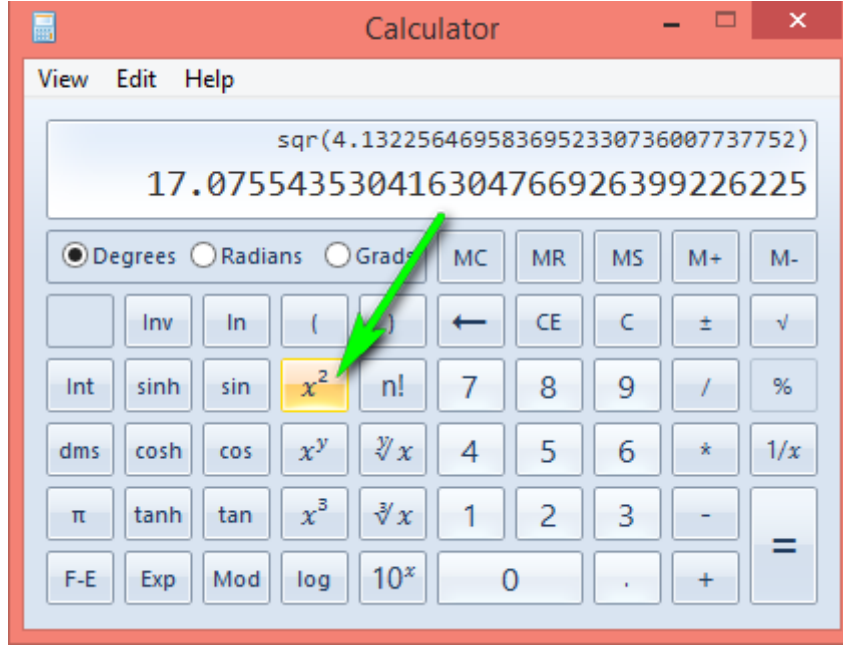 Calculator
View Edit Help
sqr(4.1322564695836952330736007737752)
17.075543530416304766926399226225
Degrees Radians Grads MC MR MS M+ M-
Inv In ( ) ← CE C ± √
Int sinh sin x² n! 7 8 9 / %
dms cosh cos xʸ ʸ√x 4 5 6 * 1/x
π tanh tan x³ ³√x 1 2 3 - =
F-E Exp Mod log 10ˣ 0 . +